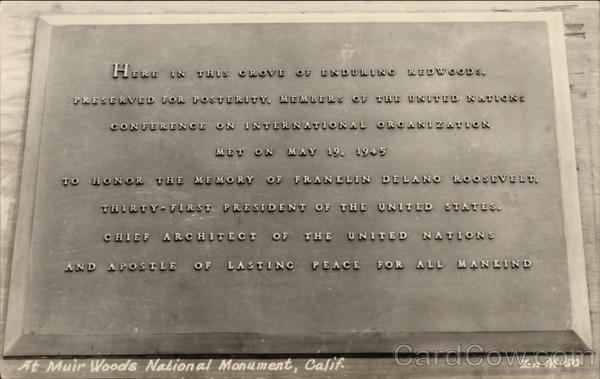 HERE IN THIS GROVE OF ENDURING REDWOODS,
PRESERVED FOR POSTERITY, MEMBERS OF THE UNITED NATIONS
CONFERENCE ON INTERNATIONAL ORGANIZATION
MET ON MAY 19, 1945
TO HONOR THE MEMORY OF FRANKLIN DELANO ROOSEVELT,
THIRTY-FIRST PRESIDENT OF THE UNITED STATES,
CHIEF ARCHITECT OF THE UNITED NATIONS
AND APOSTLE OF LASTING PEACE FOR ALL MANKIND
At Muir Woods National Monument, Calif.
CardCow.com